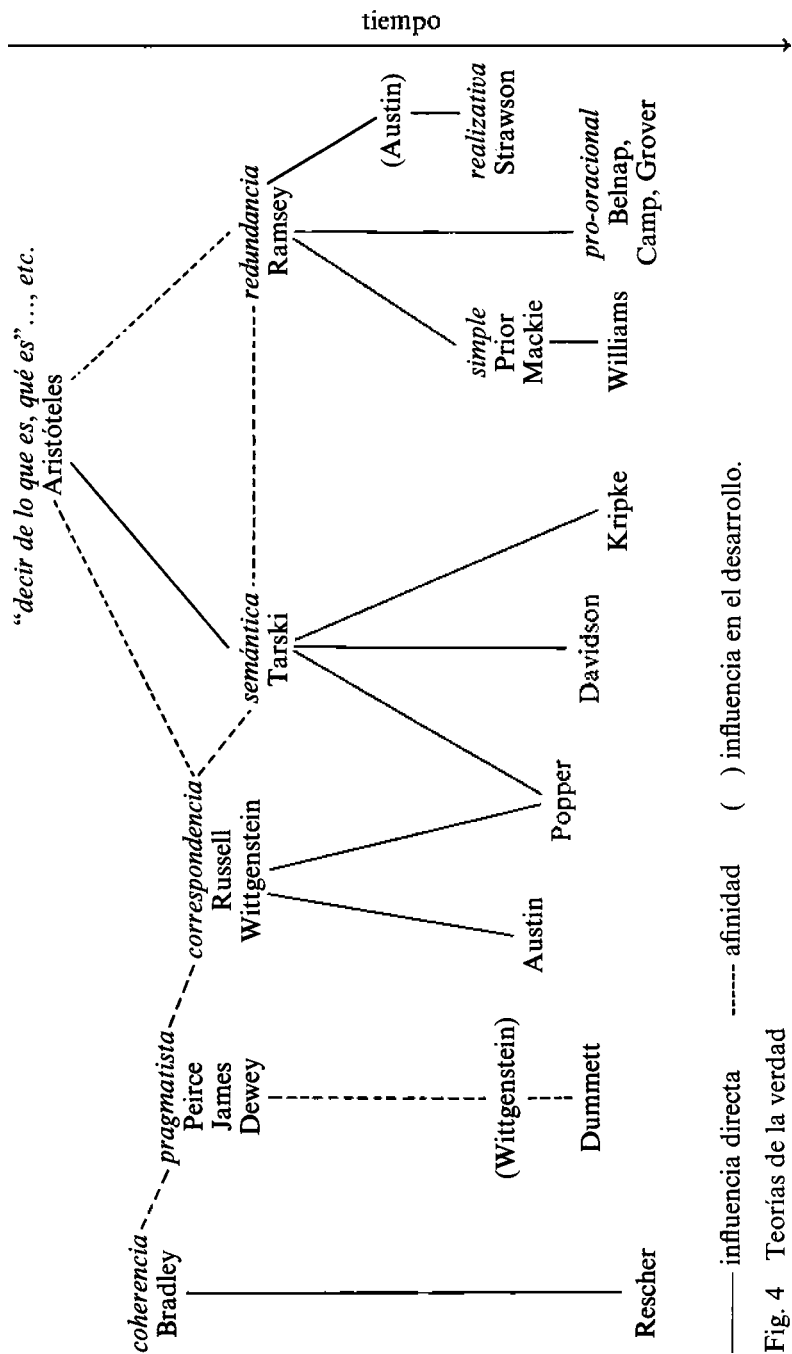 tiempo
“decir de lo que es, qué es” ..., etc.
Aristóteles
coherencia
Bradley
pragmatista
Peirce
James
Dewey
correspondencia
Russell
Wittgenstein
semántica
Tarski
redundancia
Ramsey
(Austin)
realizativa
Strawson
simple
Prior
Mackie
(Wittgenstein)
Austin
Popper
Dummett
Davidson
Kripke
Williams
pro-oracional
Belnap,
Camp, Grover
Rescher
influencia directa afinidad ( ) influencia en el desarrollo.
Fig. 4 Teorías de la verdad